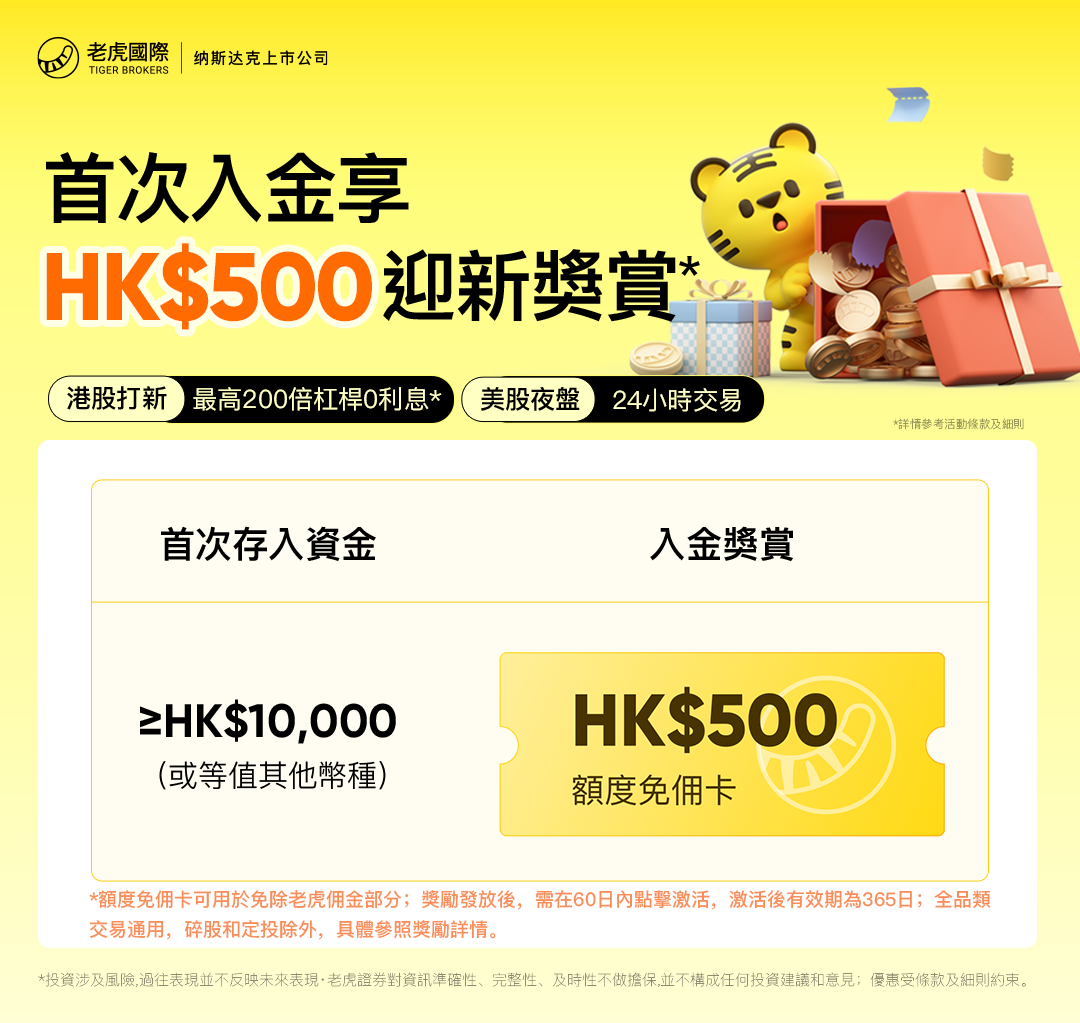 老虎國際
TIGER BROKERS
纳斯达克上市公司
首次入金享
HK$500迎新獎賞*
港股打新 最高200倍杠桿0利息* 美股夜盤 24小時交易
*詳情參考活動條款及細則
首次存入資金 入金獎賞
≥HK$10,000
(或等值其他幣種)
HK$500
額度免佣卡
*額度免佣卡可用於免除老虎佣金部分；獎勵發放後，需在60日內點擊激活，激活後有效期為365日；全品類
交易通用，碎股和定投除外，具體參照獎勵詳情。
*投資涉及風險,過往表現並不反映未來表現·老虎證券對資訊準確性、完整性、及時性不做擔保,並不構成任何投資建議和意見；優惠受條款及細則約束。